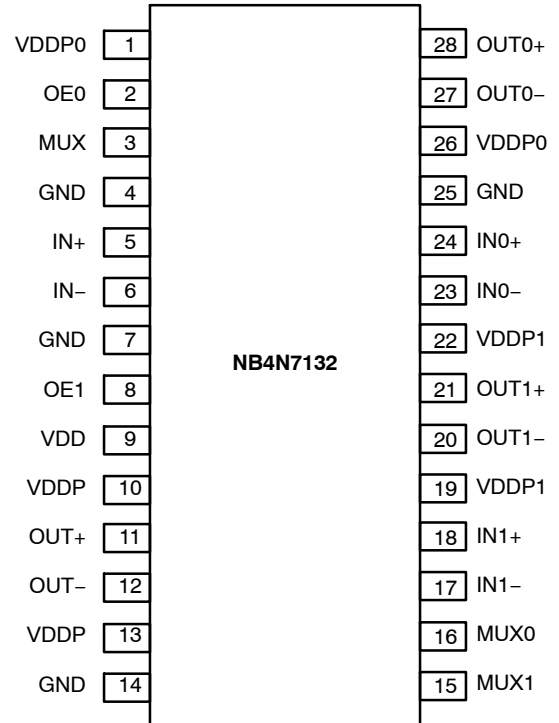 VDDP0 1 28 OUT0+
OE0 2 27 OUT0−
MUX 3 26 VDDP0
GND 4 25 GND
IN+ 5 24 IN0+
IN− 6 23 IN0−
GND 7 22 VDDP1
NB4N7132
OE1 8 21 OUT1+
VDD 9 20 OUT1−
VDDP 10 19 VDDP1
OUT+ 11 18 IN1+
OUT− 12 17 IN1−
VDDP 13 16 MUX0
GND 14 15 MUX1